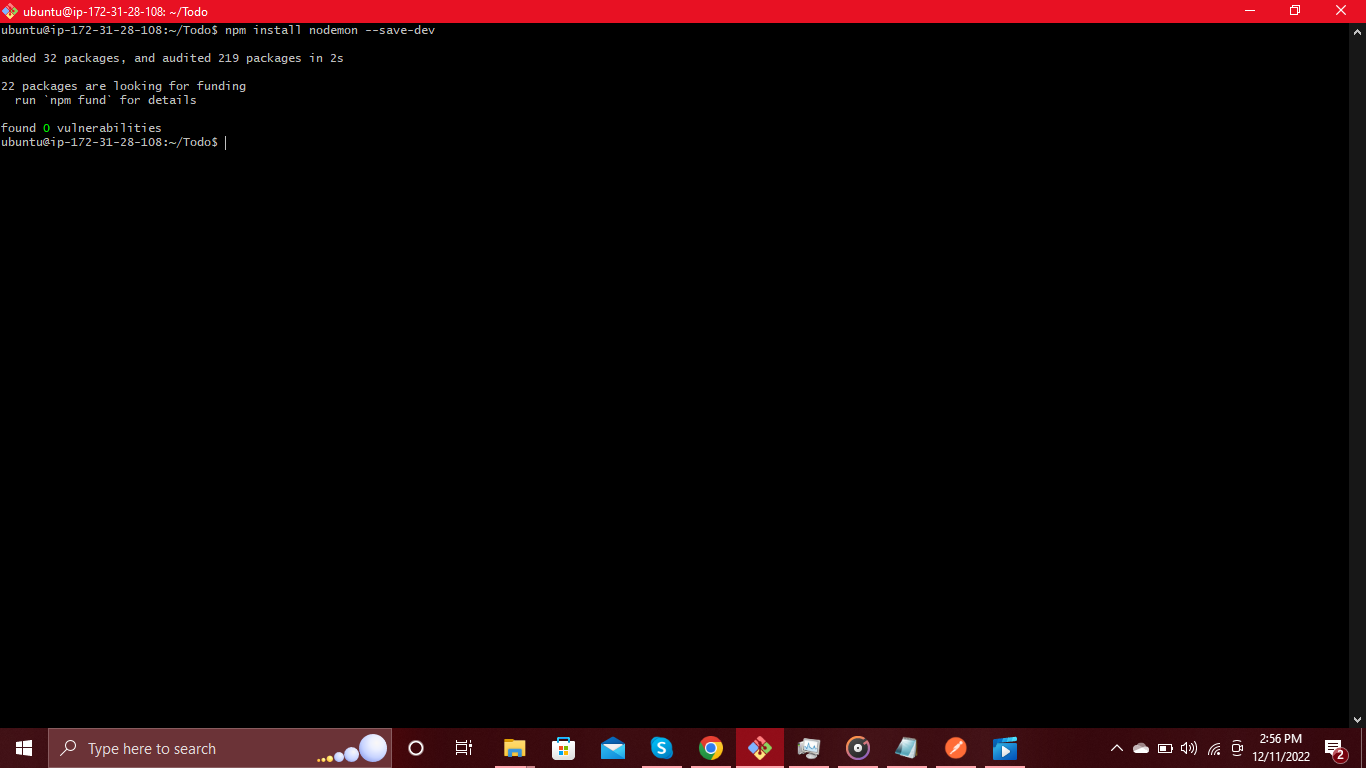 ubuntu@ip-172-31-28-108: ~/Todo
ubuntu@ip-172-31-28-108:~/Todo$ npm install nodemon --save-dev
added 32 packages, and audited 219 packages in 2s
22 packages are looking for funding
run `npm fund` for details
found 0 vulnerabilities
ubuntu@ip-172-31-28-108:~/Todo$
Type here to search
2:56 PM
12/11/2022
2